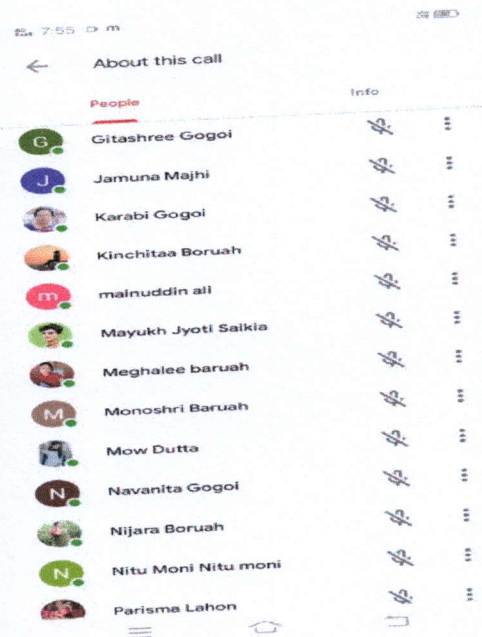 7:55 m
About this call
People
Info
G Gitashree Gogoi
J Jamuna Majhi
Karabi Gogoi
Kinchitaa Boruah
m mainuddin ali
Mayukh Jyoti Saikia
Meghalee baruah
M Monoshri Baruah
Mow Dutta
N Navanita Gogoi
Nijara Boruah
N Nitu Moni Nitu moni
Parisma Lahon